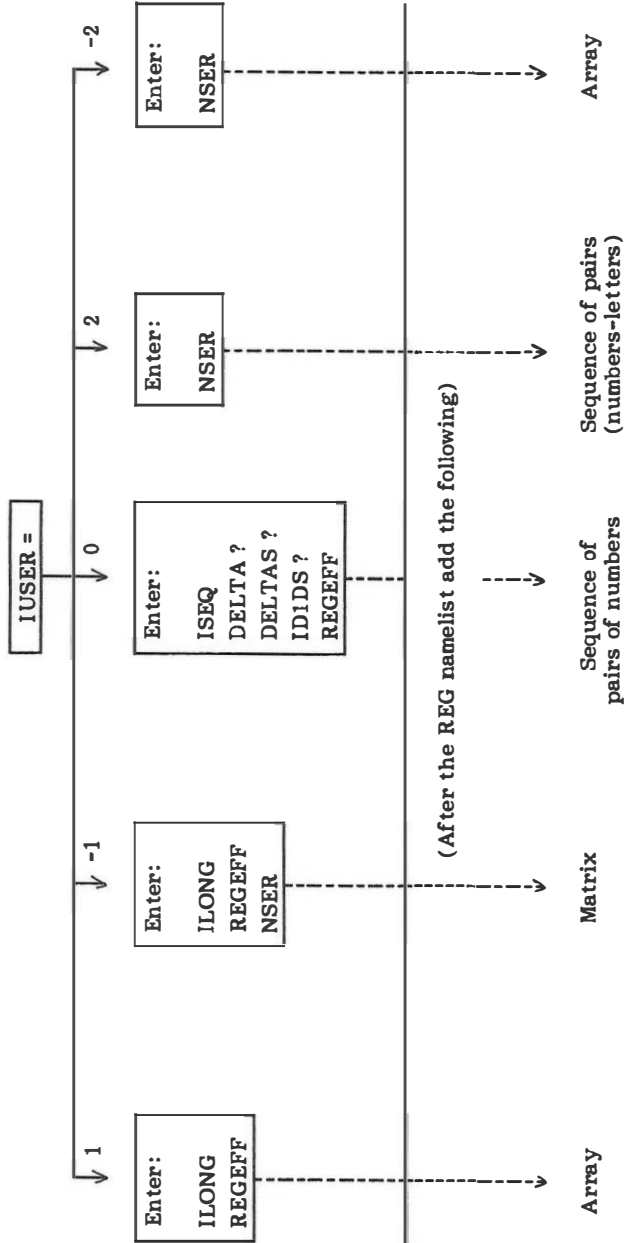 IUSER =
1
-1
0
2
-2
Enter:
ILONG
REGEFF
Enter:
ILONG
REGEFF
NSER
Enter:
ISEQ
DELTA ?
DELTAS ?
ID1DS ?
REGEFF
Enter:
NSER
Enter:
NSER
(After the REG namelist add the following)
Array
Matrix
Sequence of
pairs of numbers
Sequence of pairs
(numbers-letters)
Array